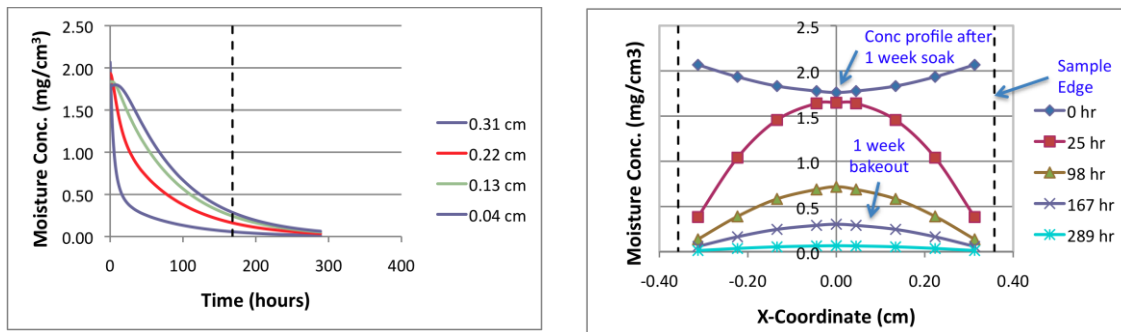 2.50
2.00
1.50
1.00
0.50
0.00
0
100
200
300
400
Moisture Conc. (mg/cm³)
Time (hours)
0.31 cm
0.22 cm
0.13 cm
0.04 cm
2.5
2.0
1.5
1.0
0.5
0.0
-0.40
-0.20
0.00
0.20
0.40
Moisture Conc. (mg/cm3)
X-Coordinate (cm)
Conc profile after
1 week soak
1 week
bakeout
Sample
Edge
0 hr
25 hr
98 hr
167 hr
289 hr